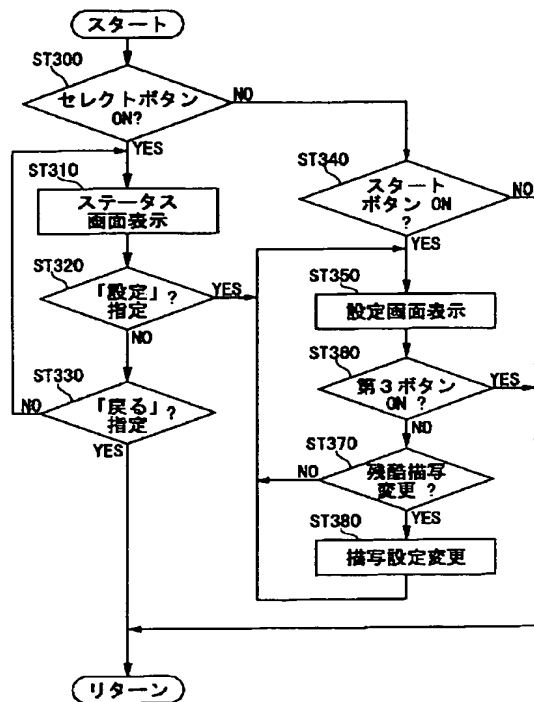 スタート
ST300
セレクトボタン
ON?
NO
YES
ST310
ステータス
画面表示
ST320
「設定」?
指定
YES
NO
ST330
「戻る」?
指定
NO
YES
ST340
スタート
ボタン ON
?
NO
YES
ST350
設定画面表示
ST380
第3ボタン
ON ?
YES
NO
ST370
残酷描写
変更 ?
NO
YES
ST380
描写設定変更
リターン